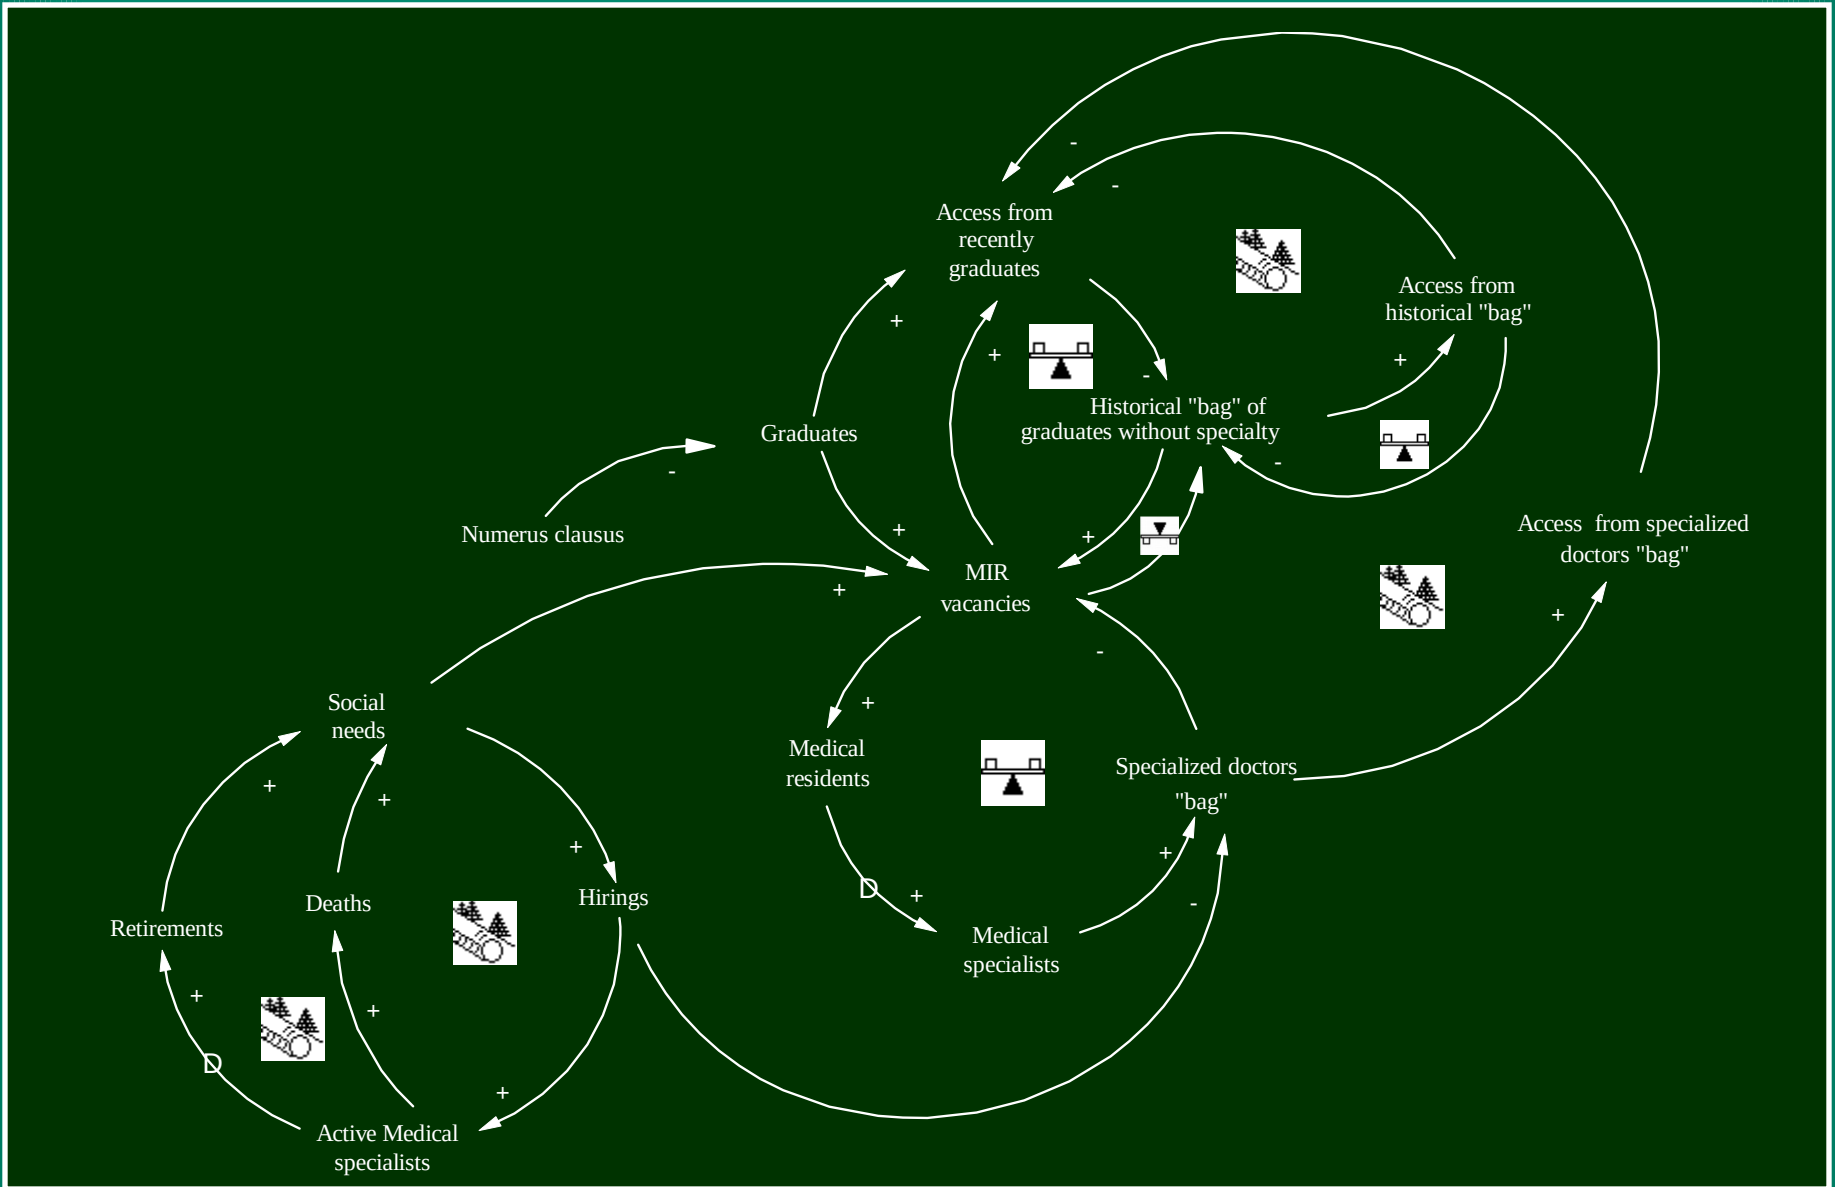 -
-
Access from
recently
graduates
Access from
historical "bag"
+
+
+
-
Historical "bag" of
graduates without specialty
Graduates
-
-
Numerus clausus
Access  from specialized
doctors "bag"
+
+
MIR
vacancies
+
+
-
Social
needs
+
Medical
residents
Specialized doctors
"bag"
+
+
+
+
Hirings
Deaths
Retirements
D
+
-
Medical
specialists
+
+
D
+
Active Medical
specialists